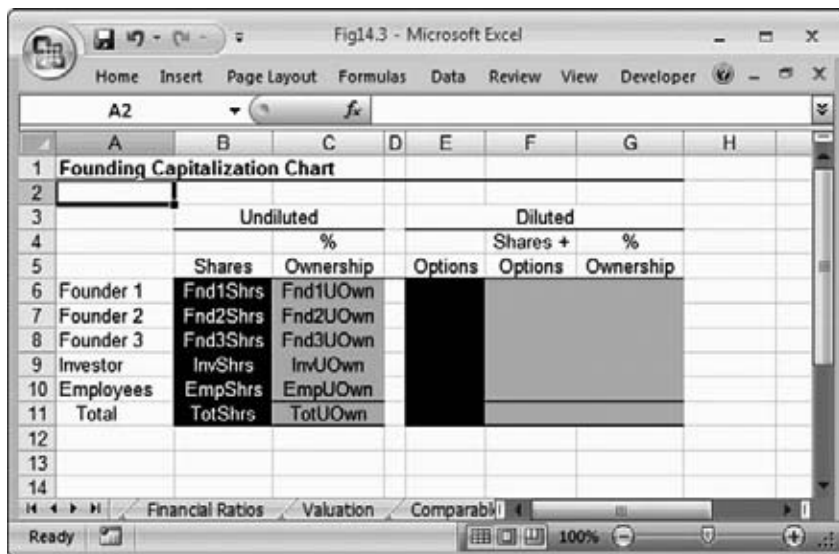 Fig14.3 - Microsoft Excel
Home Insert Page Layout Formulas Data Review View Developer
A2 fx
A B C D E F G H
1 Founding Capitalization Chart
2
3 Undiluted Diluted
4 % Shares + %
5 Shares Ownership Options Options Ownership
6 Founder 1 Fnd1Shrs Fnd1UOwn
7 Founder 2 Fnd2Shrs Fnd2UOwn
8 Founder 3 Fnd3Shrs Fnd3UOwn
9 Investor InvShrs InvUOwn
10 Employees EmpShrs EmpUOwn
11 Total TotShrs TotUOwn
12
13
14
Financial Ratios Valuation Comparabl
Ready 100%